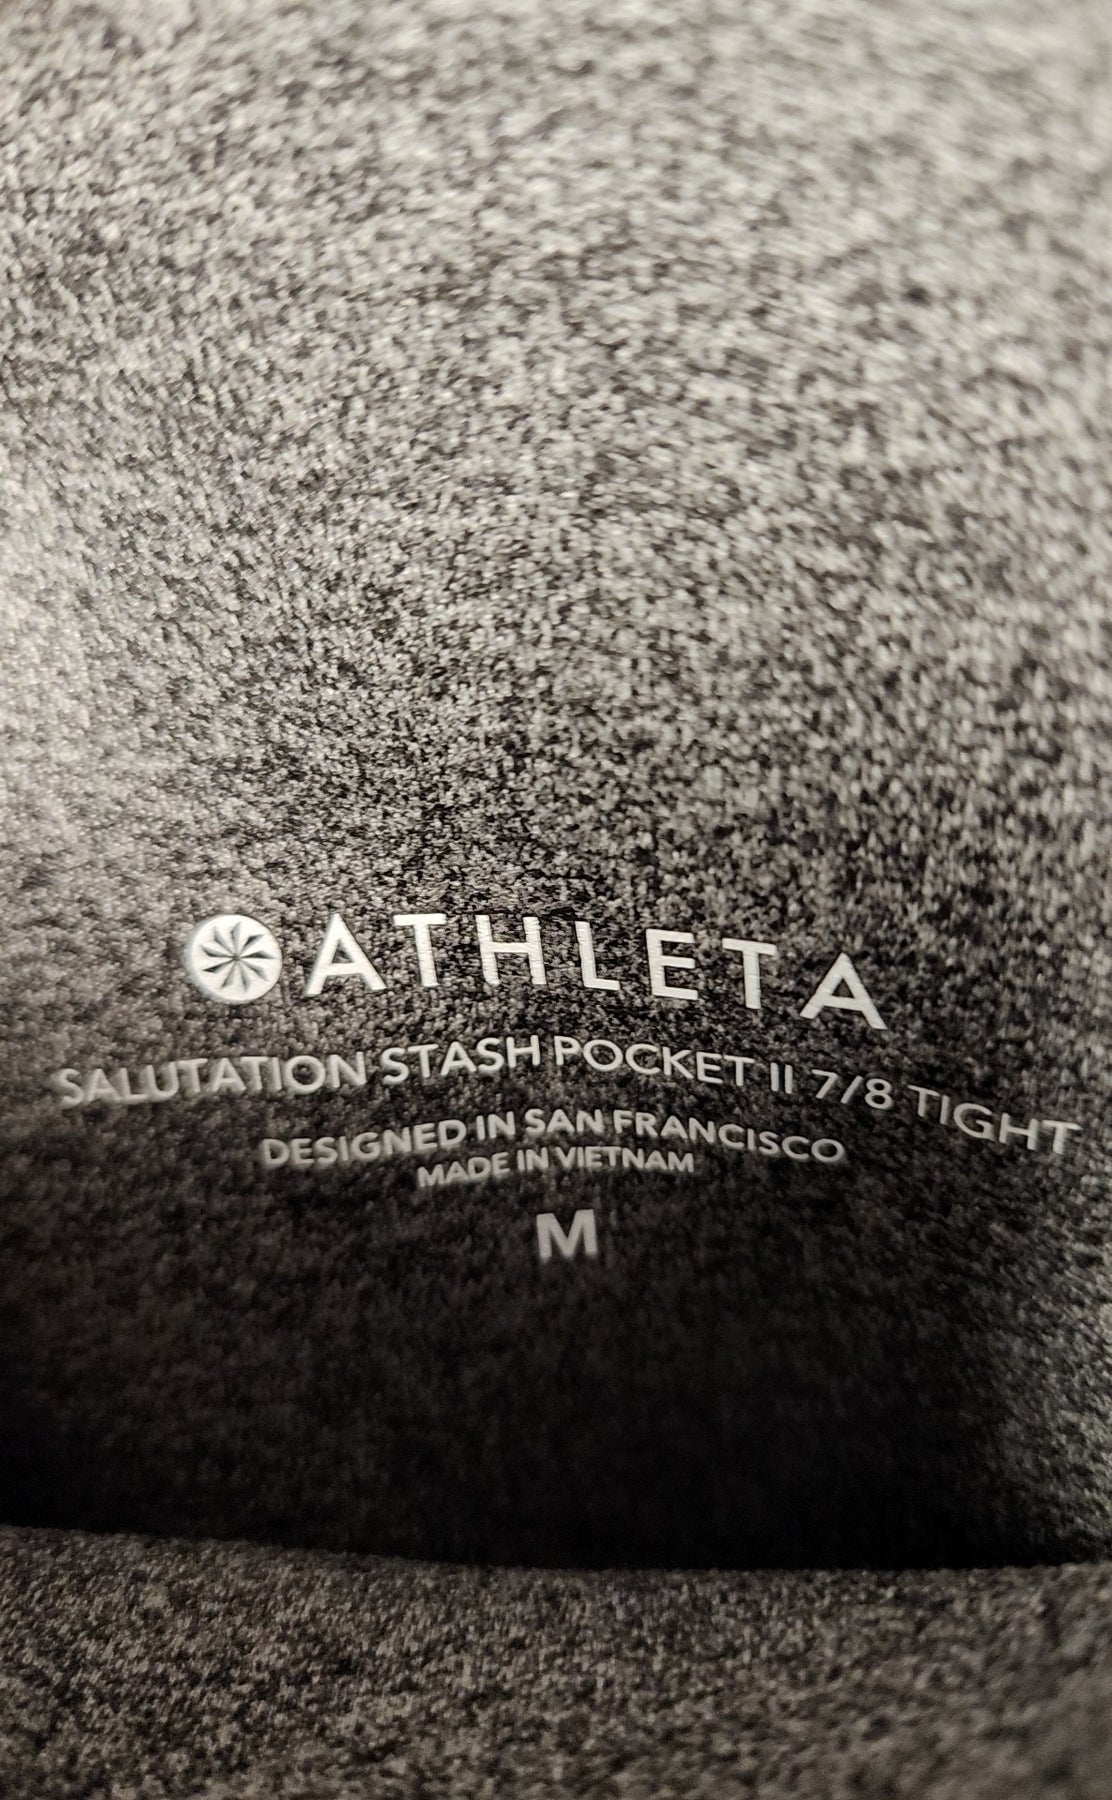 ATHLETA
SALUTATION STASH POCKET II 7/8 TIGHT
DESIGNED IN SAN FRANCISCO
MADE IN VIETNAM
M